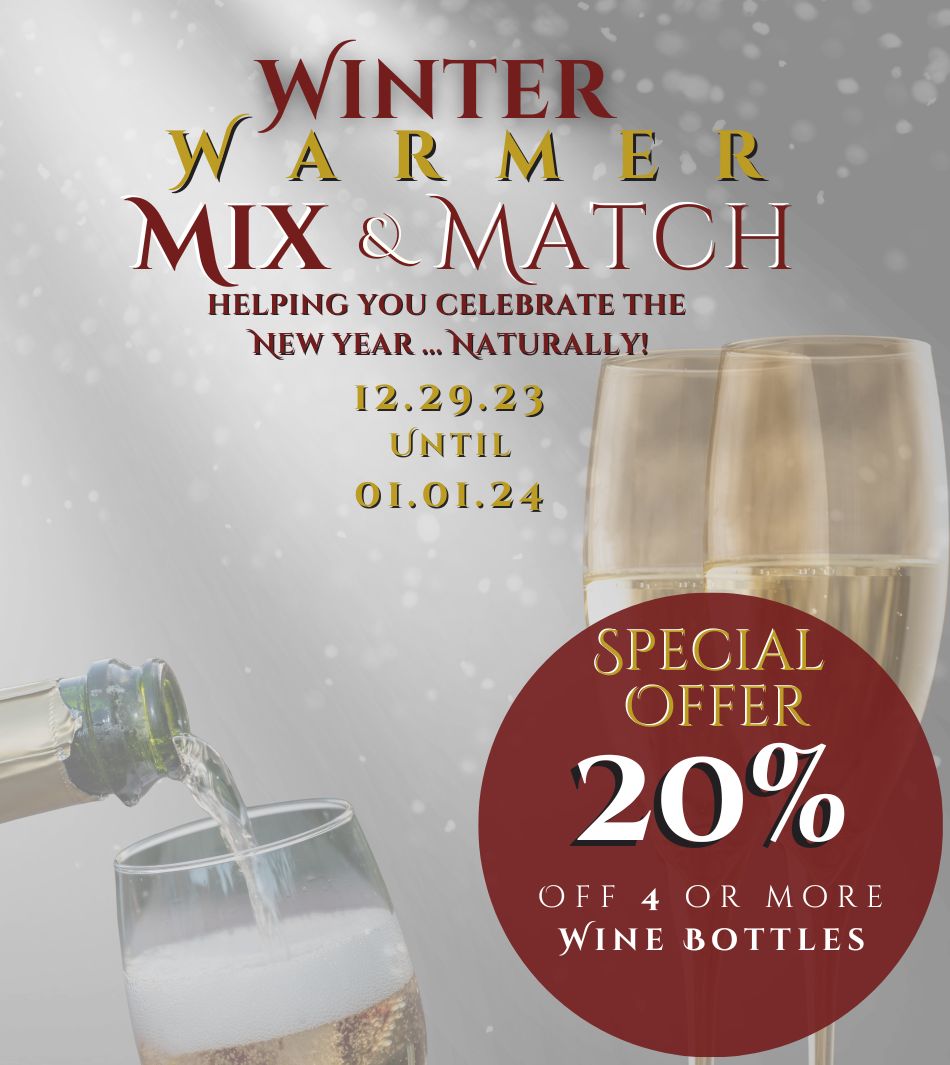 Winter
Warmer
Mix & Match
Helping you celebrate the
New Year ... Naturally!
12.29.23
Until
01.01.24
Special
Offer
20%
Off 4 or more
Wine Bottles